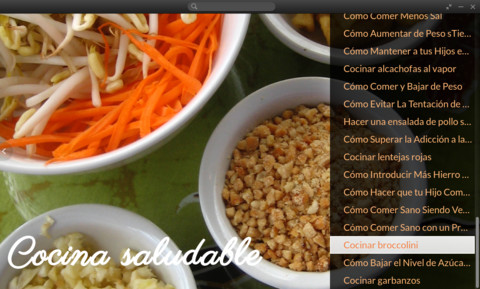 Cómo Comer Menos Sal
Cómo Aumentar de Peso sTie...
Cómo Mantener a tus Hijos e...
Cocinar alcachofas al vapor
Cómo Comer y Bajar de Peso
Cómo Evitar La Tentación de ...
Hacer una ensalada de pollo s...
Cómo Superar la Adicción a la...
Cocinar lentejas rojas
Cómo Introducir Más Hierro ...
Cómo Hacer que tu Hijo Com...
Cómo Comer Sano Siendo Ve...
Cómo Comer Sano con un Pr...
Cocinar broccolini
Cómo Bajar el Nivel de Azúca...
Cocinar garbanzos
Cocina saludable